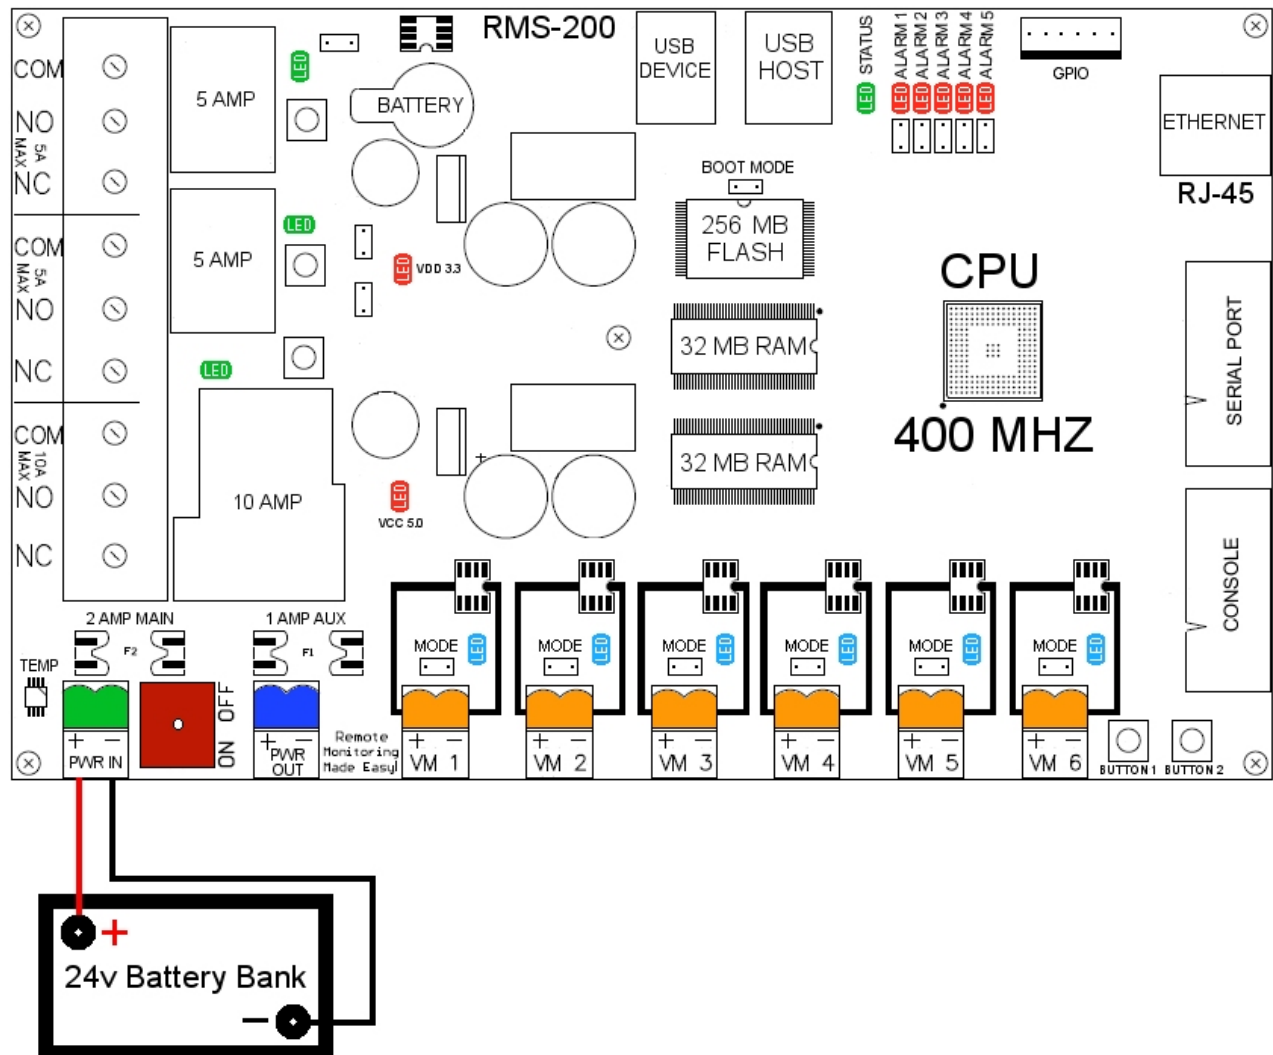 RMS-200
COM
NO
5A
MAX
NC
COM
5A
MAX
NO
NC
COM
10A
MAX
NO
NC
5 AMP
5 AMP
10 AMP
LED
LED
LED
BATTERY
LED
VDD 3.3
LED
VCC 5.0
+
USB
DEVICE
USB
HOST
LED STATUS
LED ALARM 1
LED ALARM 2
LED ALARM 3
LED ALARM 4
LED ALARM 5
GPIO
ETHERNET
RJ-45
BOOT MODE
256 MB
FLASH
32 MB RAM
32 MB RAM
CPU
400 MHZ
SERIAL PORT
CONSOLE
2 AMP MAIN
F2
1 AMP AUX
F1
TEMP
+ −
PWR IN
ON OFF
+ −
PWR
OUT
Remote
Monitoring
Made Easy!
MODE
LED
+ −
VM 1
MODE
LED
+ −
VM 2
MODE
LED
+ −
VM 3
MODE
LED
+ −
VM 4
MODE
LED
+ −
VM 5
MODE
LED
+ −
VM 6
BUTTON 1
BUTTON 2
+
24v Battery Bank
−